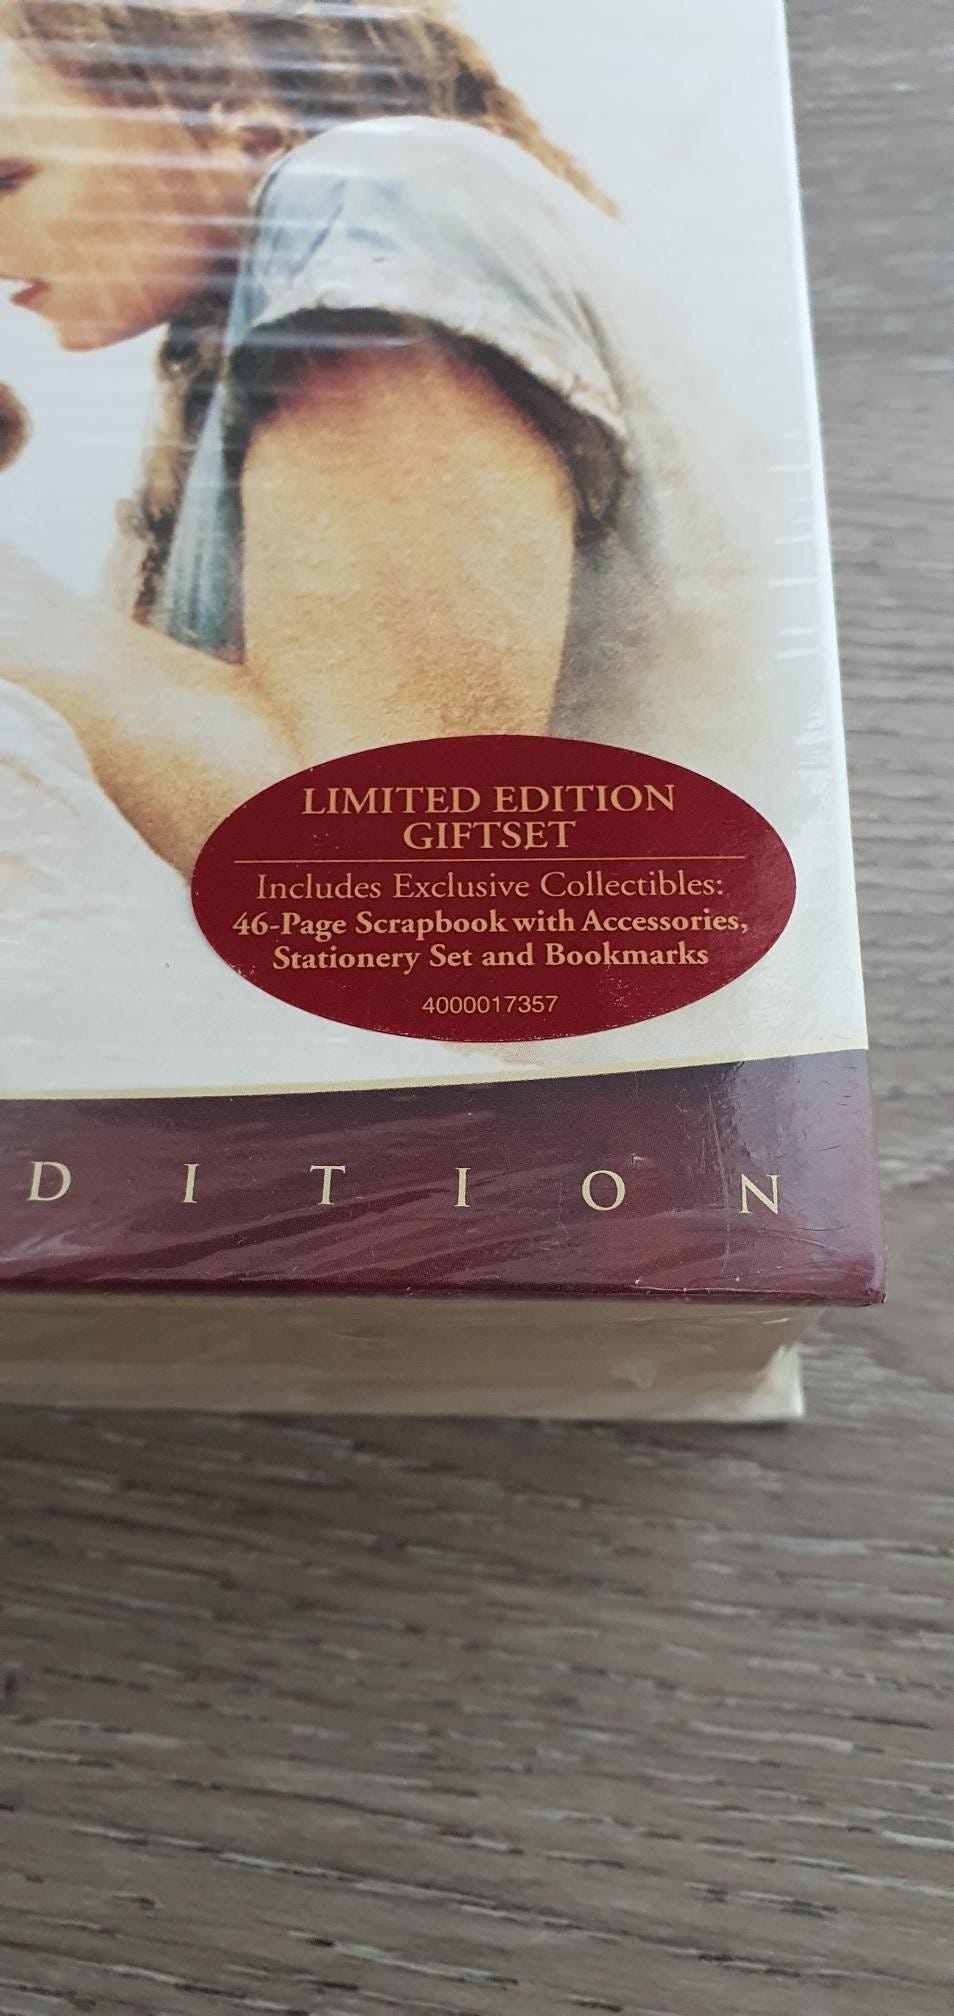 LIMITED EDITION
GIFTSET
Includes Exclusive Collectibles:
46-Page Scrapbook with Accessories,
Stationery Set and Bookmarks
4000017357
DITION